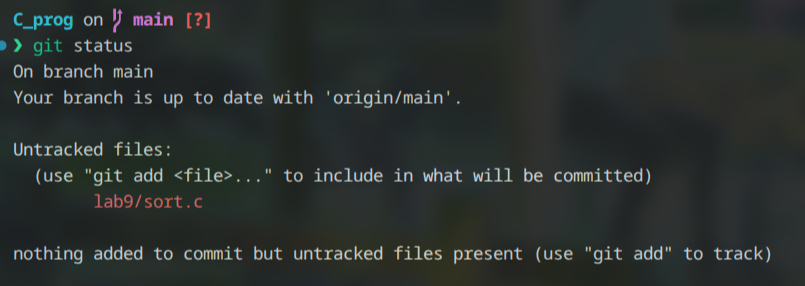 C_prog on main [?]
❯ git status
On branch main
Your branch is up to date with 'origin/main'.
Untracked files:
(use "git add <file>..." to include in what will be committed)
lab9/sort.c
nothing added to commit but untracked files present (use "git add" to track)